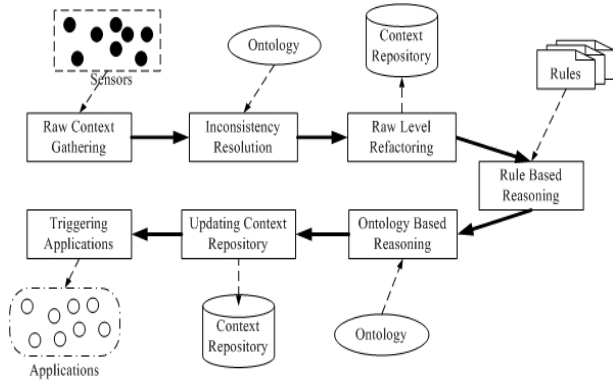 Sensors
Ontology
Context
Repository
Rules
Raw Context
Gathering
Inconsistency
Resolution
Raw Level
Refactoring
Rule Based
Reasoning
Triggering
Applications
Updating Context
Repository
Ontology Based
Reasoning
Applications
Context
Repository
Ontology